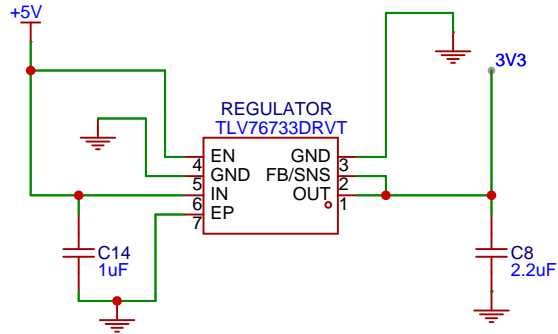 +5V
3V3
REGULATOR
TLV76733DRVT
EN GND
4 3
GND FB/SNS
5 2
IN OUT
6 1
EP
7
C14
1uF
C8
2.2uF